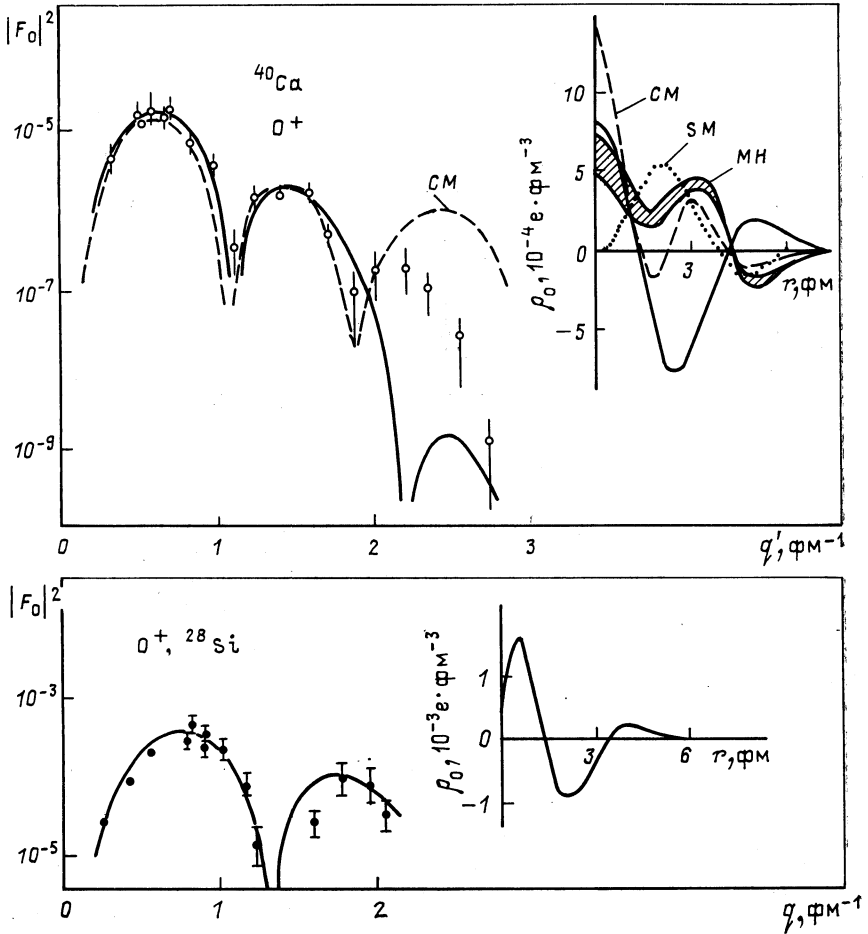 |F₀|²
⁴⁰Ca
0⁺
10⁻⁵
10⁻⁷
10⁻⁹
CM
0 1 2 3 q′, фм⁻¹
ρ₀, 10⁻⁴ e·фм⁻³
10
5
0
−5
CM
SM
MH
3
r, фм
|F₀|²
0⁺, ²⁸Si
10⁻³
10⁻⁵
0 1 2 q, фм⁻¹
ρ₀, 10⁻³ e·фм⁻³
1
0
−1
3 6 r, фм